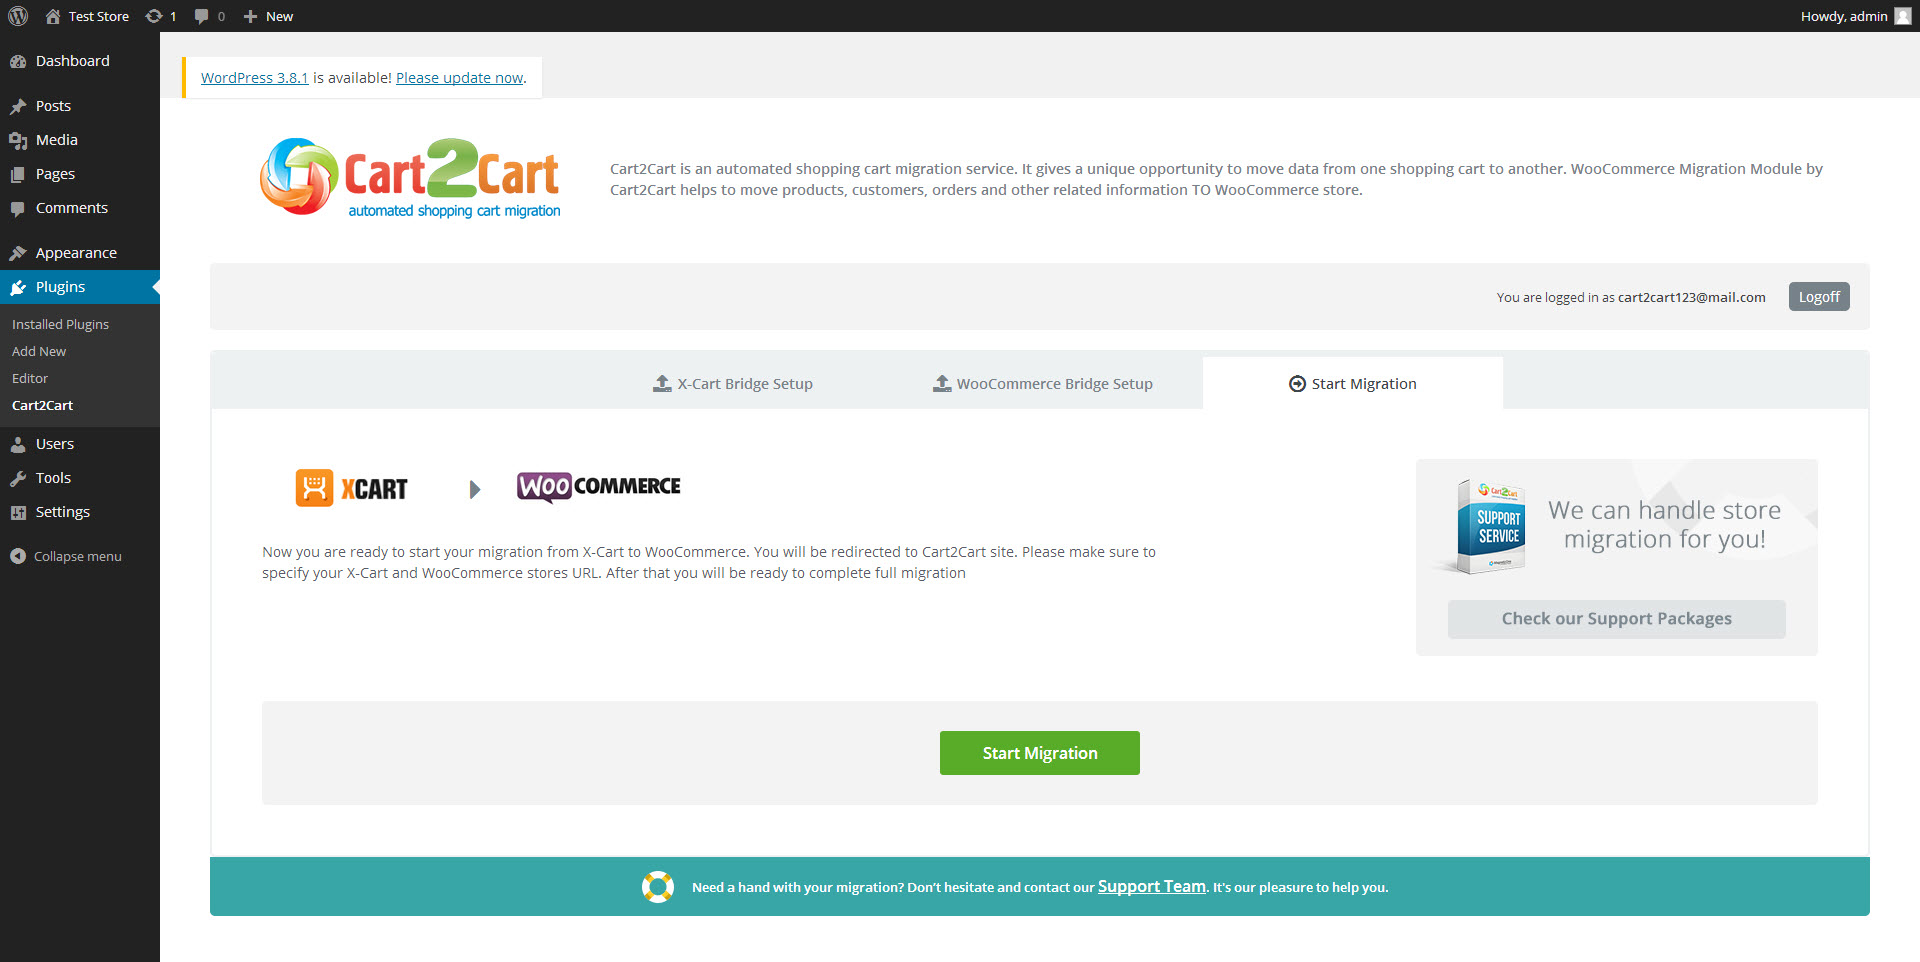 Test Store 1 0 New Howdy, admin
Dashboard
Posts
Media
Pages
Comments
Appearance
Plugins
Installed Plugins
Add New
Editor
Cart2Cart
Users
Tools
Settings
Collapse menu
WordPress 3.8.1 is available! Please update now.
Cart2Cart
automated shopping cart migration
Cart2Cart is an automated shopping cart migration service. It gives a unique opportunity to move data from one shopping cart to another. WooCommerce Migration Module by
Cart2Cart helps to move products, customers, orders and other related information TO WooCommerce store.
You are logged in as cart2cart123@mail.com Logoff
X-Cart Bridge Setup WooCommerce Bridge Setup Start Migration
XCART WOO COMMERCE
Now you are ready to start your migration from X-Cart to WooCommerce. You will be redirected to Cart2Cart site. Please make sure to
specify your X-Cart and WooCommerce stores URL. After that you will be ready to complete full migration
Cart2Cart
SUPPORT
SERVICE
We can handle store
migration for you!
Check our Support Packages
Start Migration
Need a hand with your migration? Don't hesitate and contact our Support Team. It's our pleasure to help you.